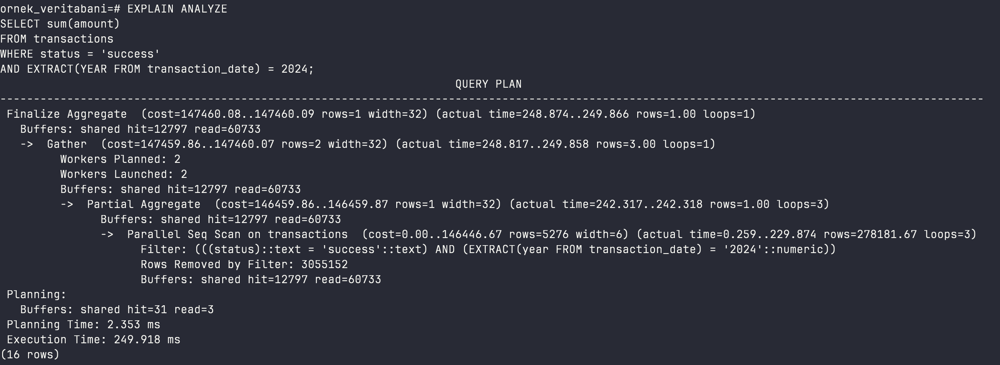 ornek_veritabani=# EXPLAIN ANALYZE
SELECT sum(amount)
FROM transactions
WHERE status = 'success'
AND EXTRACT(YEAR FROM transaction_date) = 2024;
QUERY PLAN
---------------------------------------------------------------------------------------------------------------------------------------------------
Finalize Aggregate  (cost=147460.08..147460.09 rows=1 width=32) (actual time=248.874..249.866 rows=1.00 loops=1)
  Buffers: shared hit=12797 read=60733
  ->  Gather  (cost=147459.86..147460.07 rows=2 width=32) (actual time=248.817..249.858 rows=3.00 loops=1)
        Workers Planned: 2
        Workers Launched: 2
        Buffers: shared hit=12797 read=60733
        ->  Partial Aggregate  (cost=146459.86..146459.87 rows=1 width=32) (actual time=242.317..242.318 rows=1.00 loops=3)
              Buffers: shared hit=12797 read=60733
              ->  Parallel Seq Scan on transactions  (cost=0.00..146446.67 rows=5276 width=6) (actual time=0.259..229.874 rows=278181.67 loops=3)
                    Filter: (((status)::text = 'success'::text) AND (EXTRACT(year FROM transaction_date) = '2024'::numeric))
                    Rows Removed by Filter: 3055152
                    Buffers: shared hit=12797 read=60733
Planning:
  Buffers: shared hit=31 read=3
Planning Time: 2.353 ms
Execution Time: 249.918 ms
(16 rows)